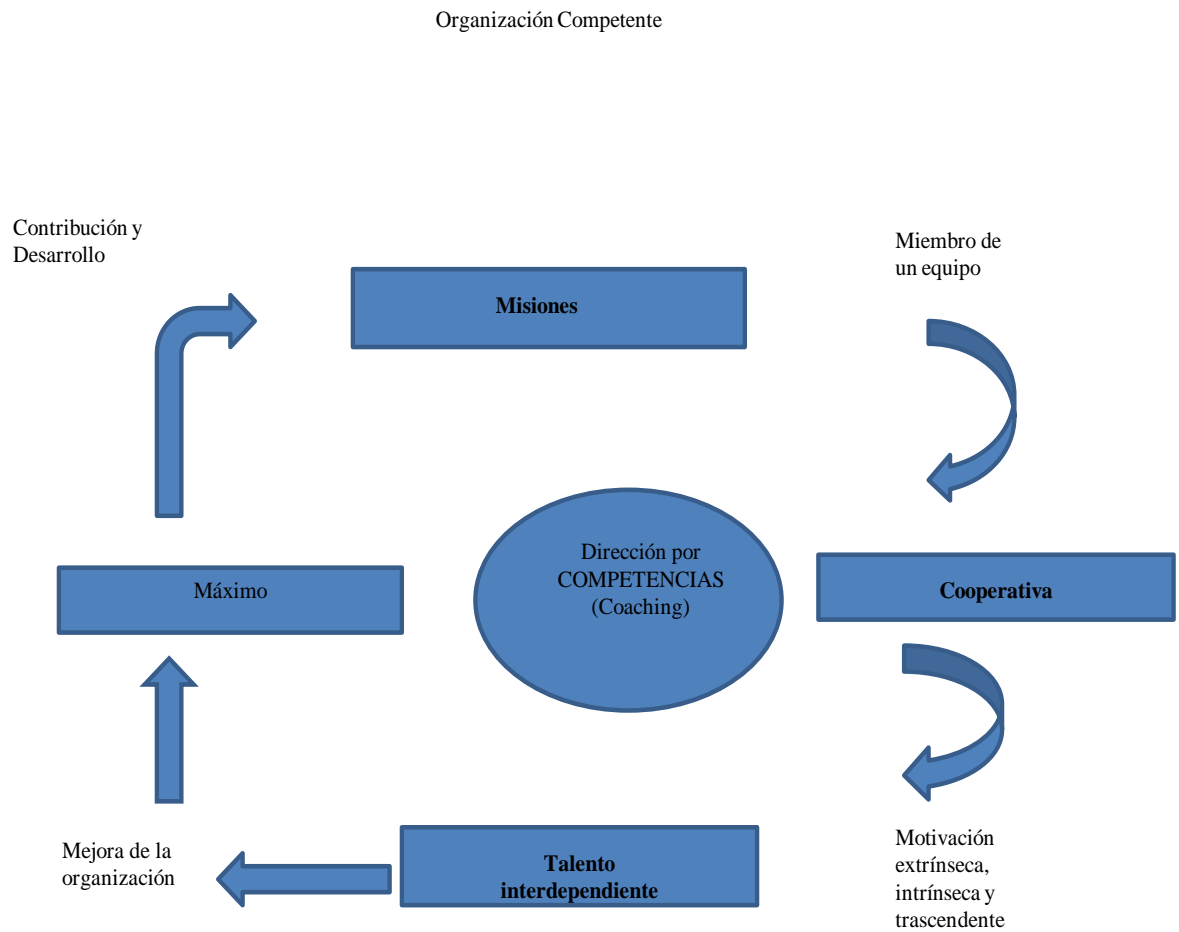 Organización Competente
Contribución y
Desarrollo
Miembro de
un equipo
Misiones
Dirección por
COMPETENCIAS
(Coaching)
Máximo
Cooperativa
Mejora de la
organización
Talento
interdependiente
Motivación
extrínseca,
intrínseca y
trascendente